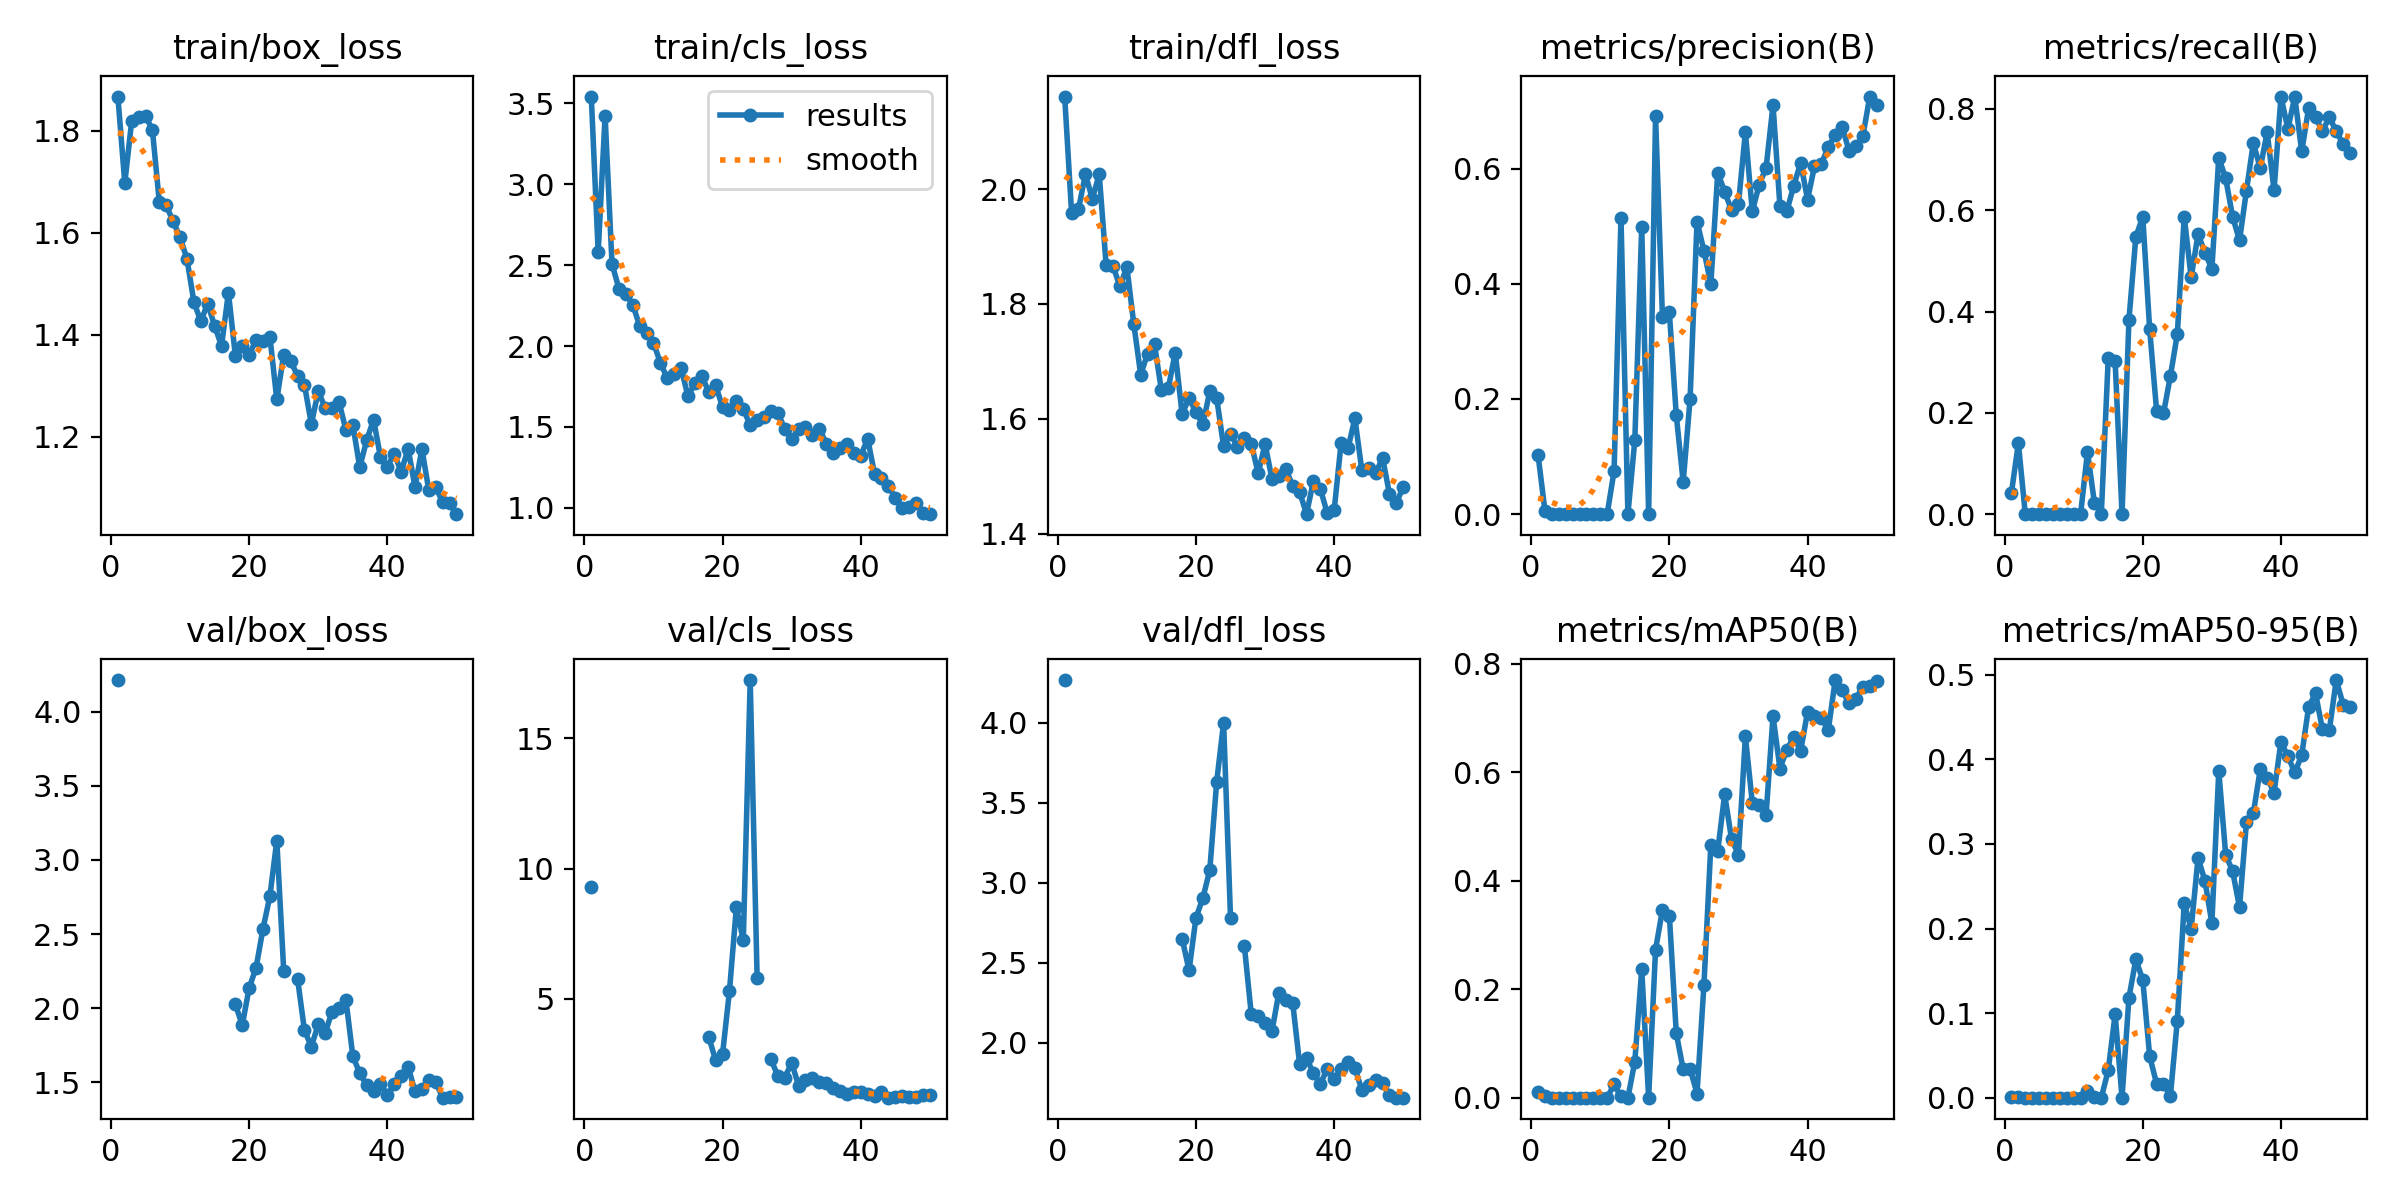 train/box_loss
1.8
1.6
1.4
1.2
0 20 40
train/cls_loss
3.5
3.0
2.5
2.0
1.5
1.0
results
smooth
0 20 40
train/dfl_loss
2.0
1.8
1.6
1.4
0 20 40
metrics/precision(B)
0.6
0.4
0.2
0.0
0 20 40
metrics/recall(B)
0.8
0.6
0.4
0.2
0.0
0 20 40
val/box_loss
4.0
3.5
3.0
2.5
2.0
1.5
0 20 40
val/cls_loss
15
10
5
0 20 40
val/dfl_loss
4.0
3.5
3.0
2.5
2.0
0 20 40
metrics/mAP50(B)
0.8
0.6
0.4
0.2
0.0
0 20 40
metrics/mAP50-95(B)
0.5
0.4
0.3
0.2
0.1
0.0
0 20 40